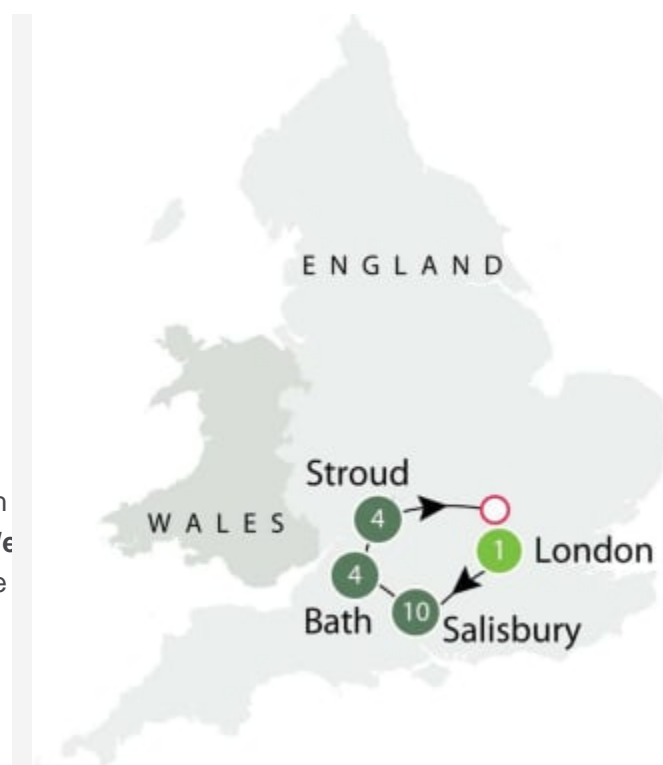 ENGLAND
Stroud
4
WALES
1 London
4
Bath
10 Salisbury
n
e